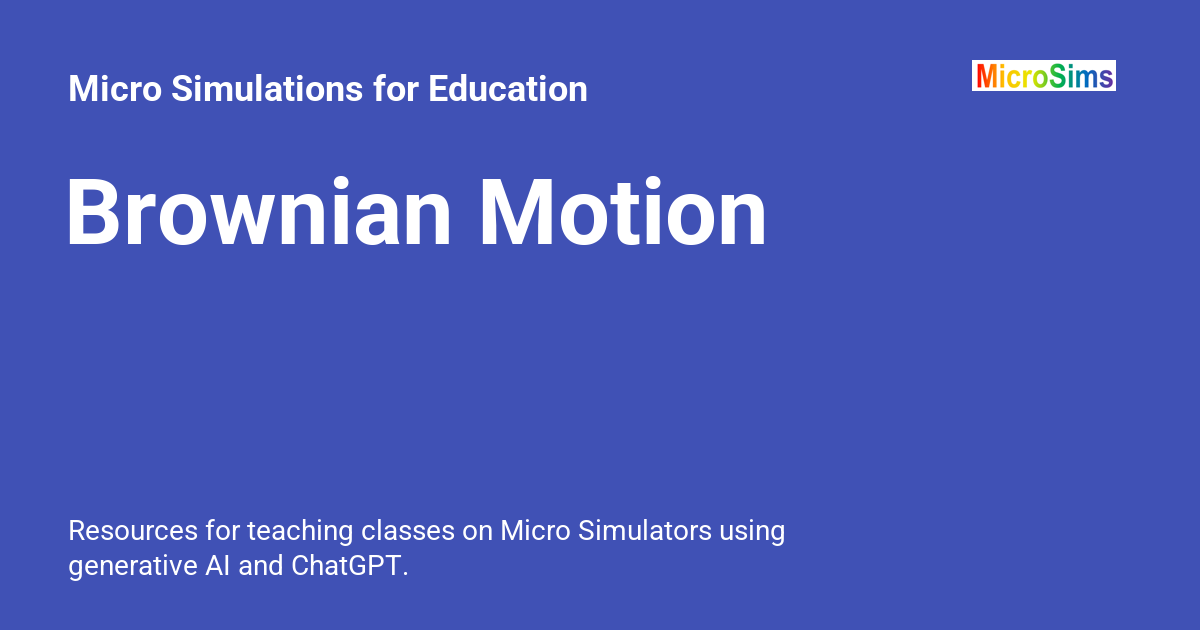 Micro Simulations for Education
MicroSims
Brownian Motion
Resources for teaching classes on Micro Simulators using
generative AI and ChatGPT.